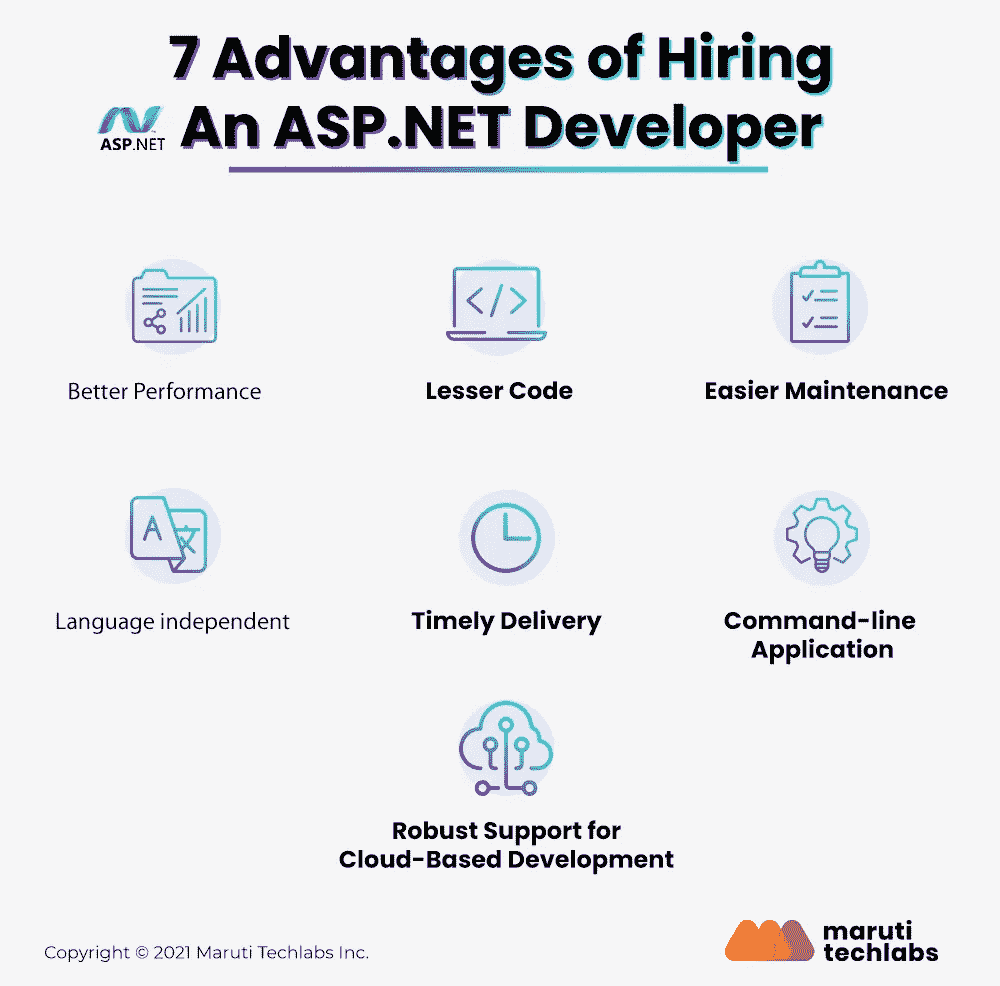 7 Advantages of Hiring
ASP.NET
An ASP.NET Developer
Better Performance
Lesser Code
Easier Maintenance
A 文
Language independent
Timely Delivery
Command-line
Application
Robust Support for
Cloud-Based Development
Copyright © 2021 Maruti Techlabs Inc.
maruti
techlabs